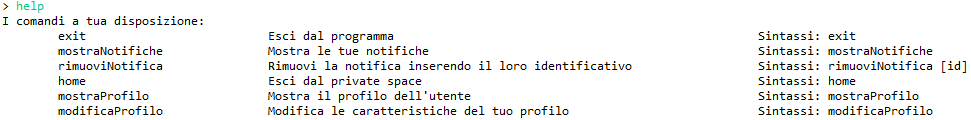 > help
I comandi a tua disposizione:
exit Esci dal programma Sintassi: exit
mostraNotifiche Mostra le tue notifiche Sintassi: mostraNotifiche
rimuoviNotifica Rimuovi la notifica inserendo il loro identificativo Sintassi: rimuoviNotifica [id]
home Esci dal private space Sintassi: home
mostraProfilo Mostra il profilo dell'utente Sintassi: mostraProfilo
modificaProfilo Modifica le caratteristiche del tuo profilo Sintassi: modificaProfilo